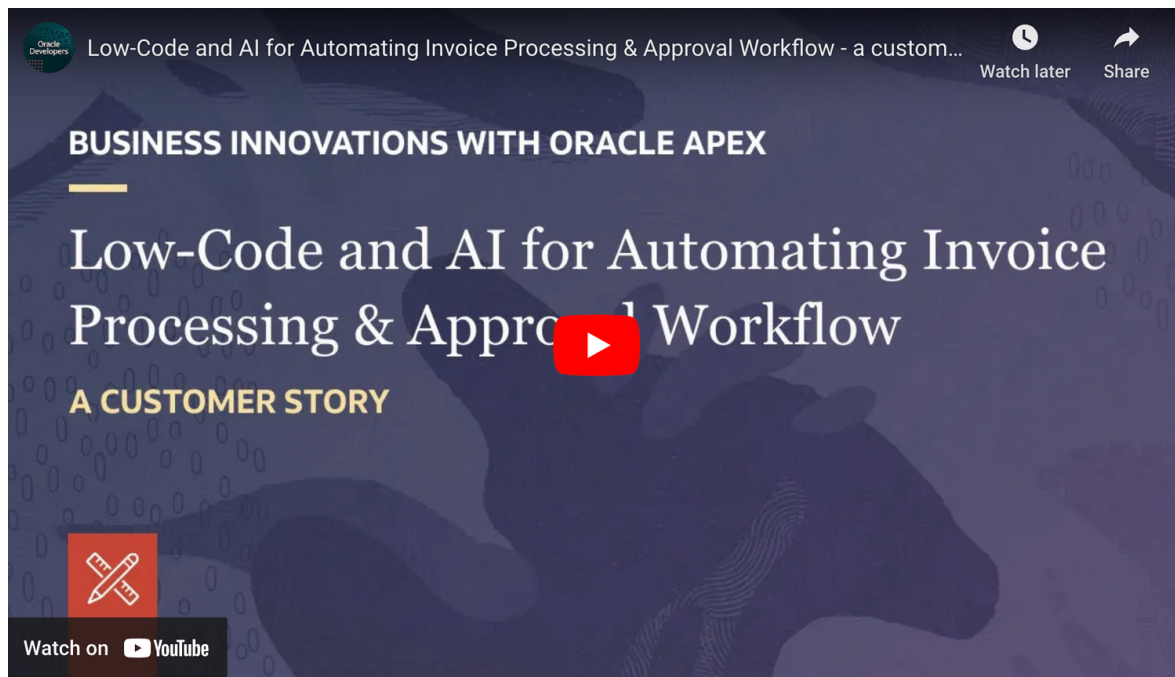 Oracle
Developers
Low-Code and AI for Automating Invoice Processing & Approval Workflow - a custom...
Watch later
Share
BUSINESS INNOVATIONS WITH ORACLE APEX
Low-Code and AI for Automating Invoice
Processing & Appro l Workflow
A CUSTOMER STORY
Watch on YouTube